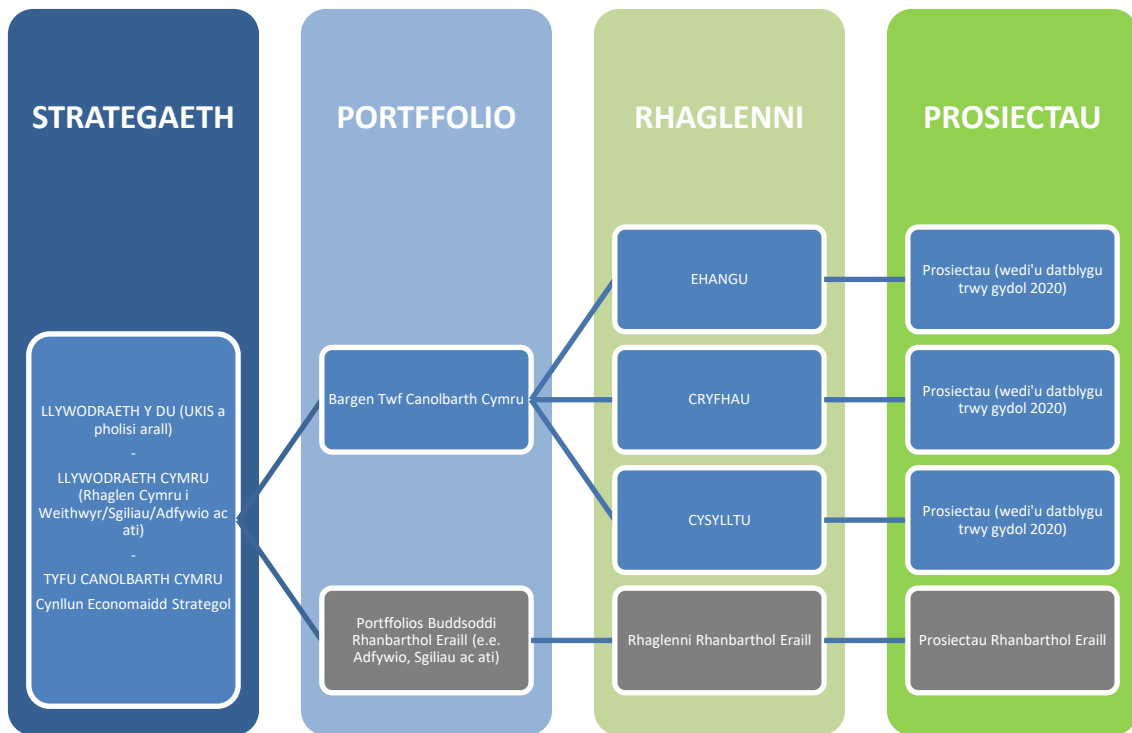 STRATEGAETH
PORTFFOLIO
RHAGLENNI
PROSIECTAU
LLYWODRAETH Y DU (UKIS a
pholisi arall)
-
LLYWODRAETH CYMRU
(Rhaglen Cymru i
Weithwyr/Sgiliau/Adfywio ac
ati)
-
TYFU CANOLBARTH CYMRU
Cynllun Economaidd Strategol
Bargen Twf Canolbarth Cymru
Portffolios Buddsoddi
Rhanbarthol Eraill (e.e.
Adfywio, Sgiliau ac ati)
EHANGU
CRYFHAU
CYSYLLTU
Rhaglenni Rhanbarthol Eraill
Prosiectau (wedi'u datblygu
trwy gydol 2020)
Prosiectau (wedi'u datblygu
trwy gydol 2020)
Prosiectau (wedi'u datblygu
trwy gydol 2020)
Prosiectau Rhanbarthol Eraill